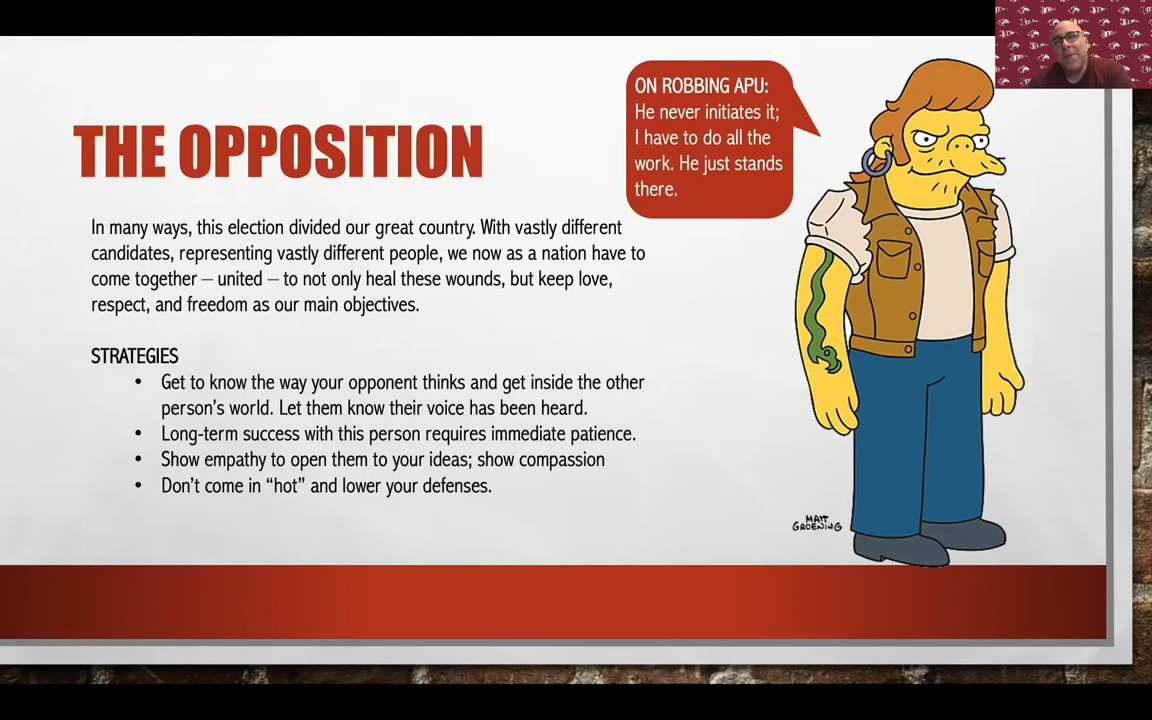 THE OPPOSITION
In many ways, this election divided our great country. With vastly different
candidates, representing vastly different people, we now as a nation have to
come together – united – to not only heal these wounds, but keep love,
respect, and freedom as our main objectives.
STRATEGIES
• Get to know the way your opponent thinks and get inside the other
person's world. Let them know their voice has been heard.
• Long-term success with this person requires immediate patience.
• Show empathy to open them to your ideas; show compassion
• Don't come in “hot” and lower your defenses.
ON ROBBING APU:
He never initiates it;
I have to do all the
work. He just stands
there.
MATT
GROENING